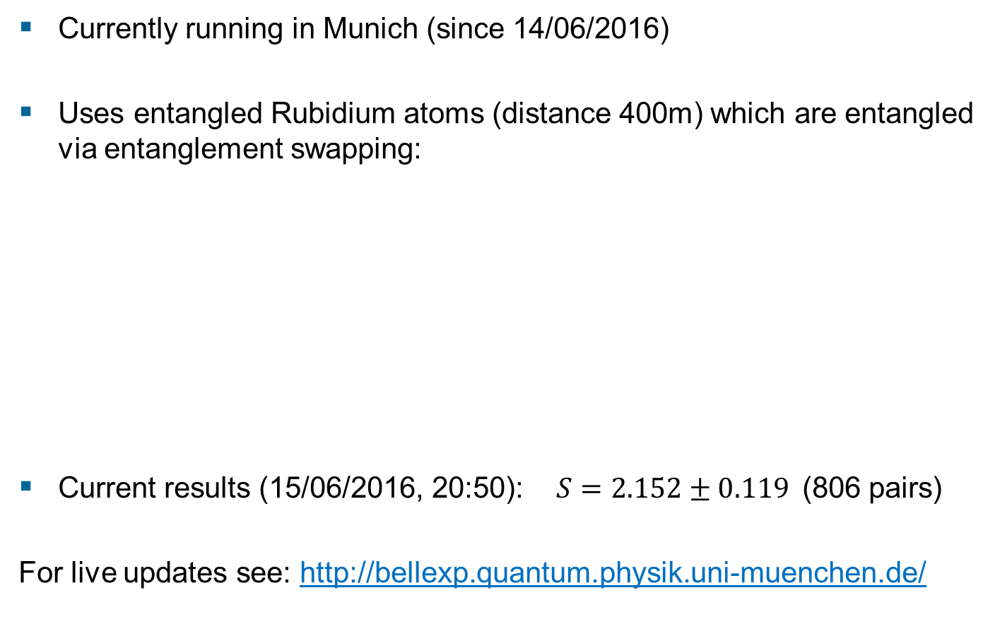 ▪ Currently running in Munich (since 14/06/2016)
▪ Uses entangled Rubidium atoms (distance 400m) which are entangled
via entanglement swapping:
▪ Current results (15/06/2016, 20:50): S = 2.152 ± 0.119 (806 pairs)
For live updates see: http://bellexp.quantum.physik.uni-muenchen.de/